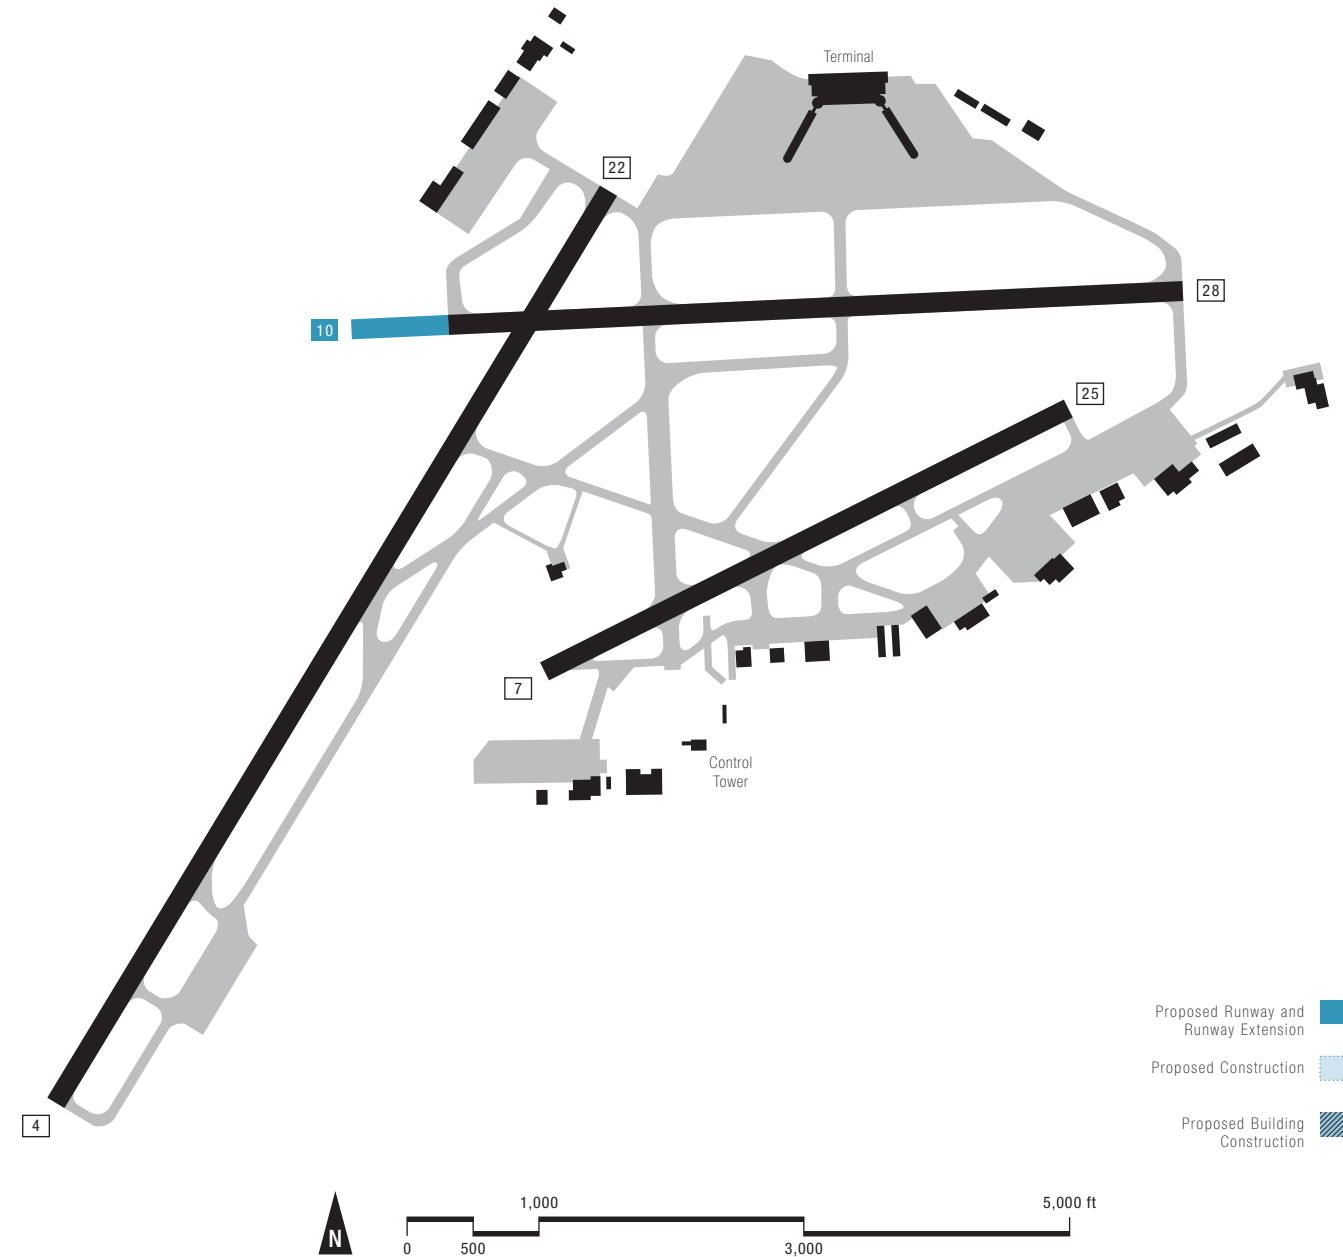 Terminal
22
28
10
25
7
Control
Tower
Proposed Runway and
Runway Extension
Proposed Construction
Proposed Building
Construction
4
1,000
5,000 ft
N
0
500
3,000